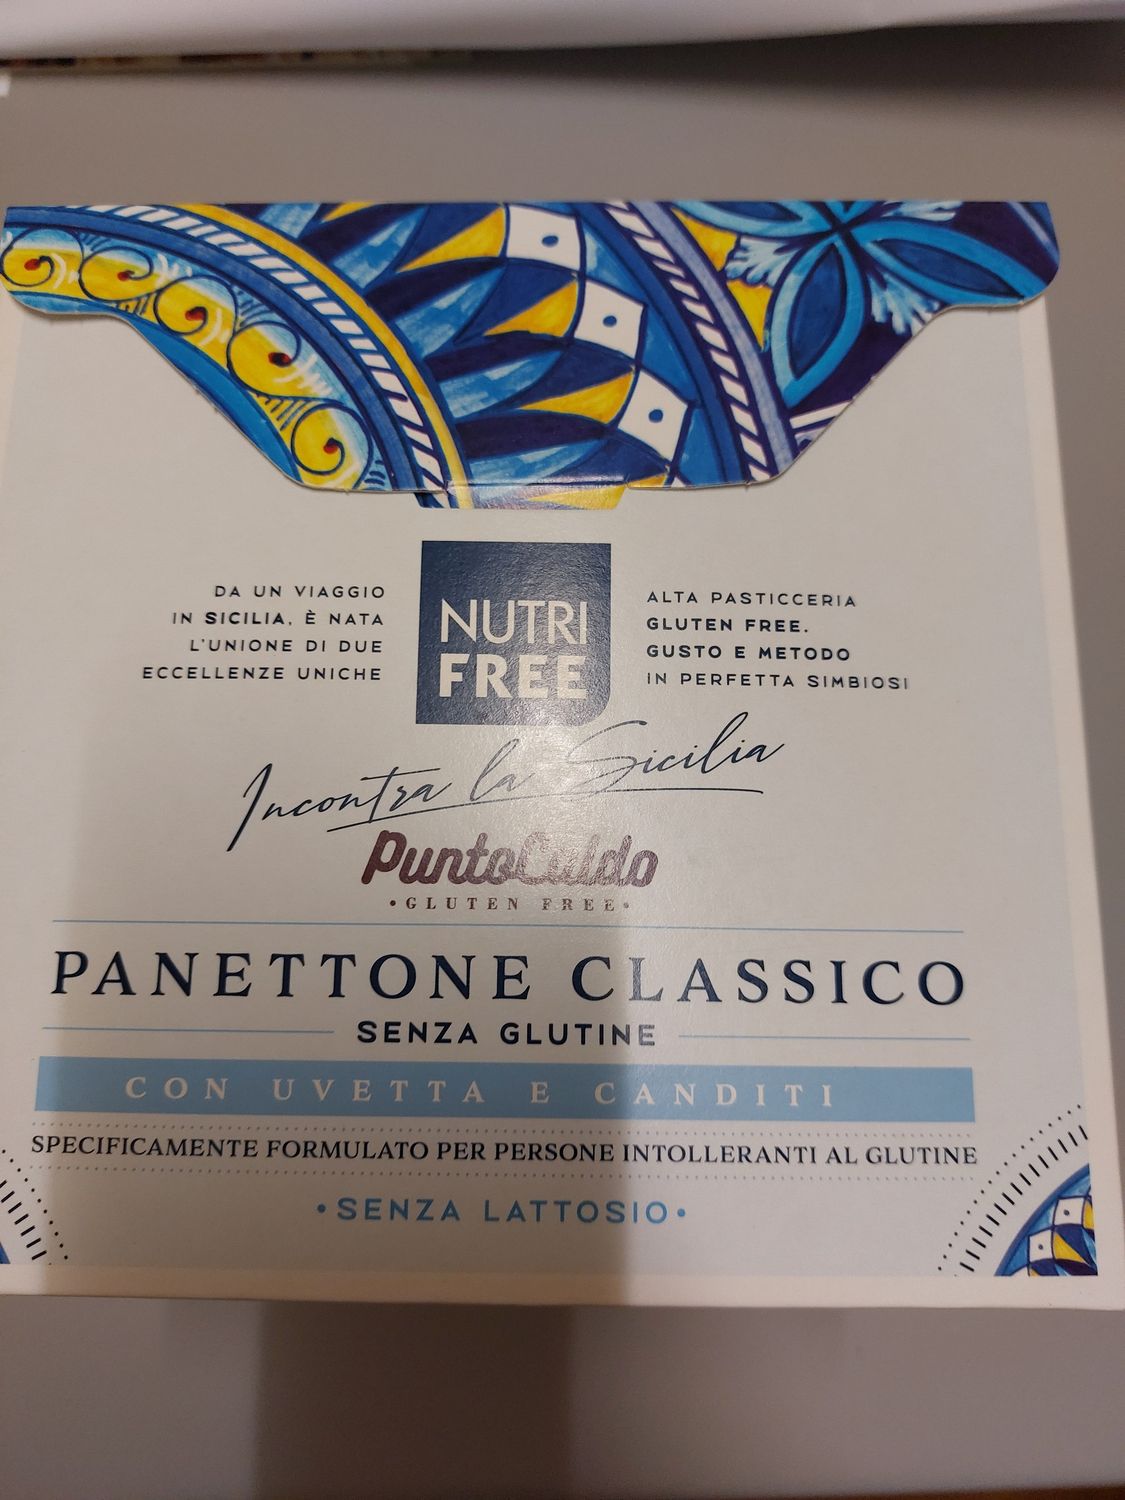 DA UN VIAGGIO
IN SICILIA, È NATA
L'UNIONE DI DUE
ECCELLENZE UNICHE
NUTRI
FREE
ALTA PASTICCERIA
GLUTEN FREE.
GUSTO E METODO
IN PERFETTA SIMBIOSI
Incontra la Sicilia
PuntoCaldo
•GLUTEN FREE•
PANETTONE CLASSICO
SENZA GLUTINE
CON UVETTA E CANDITI
SPECIFICAMENTE FORMULATO PER PERSONE INTOLLERANTI AL GLUTINE
•SENZA LATTOSIO•